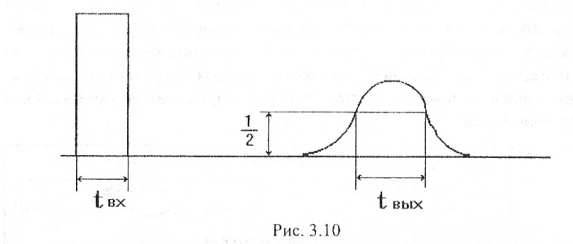 1/2
t вх
t вых
Рис. 3.10